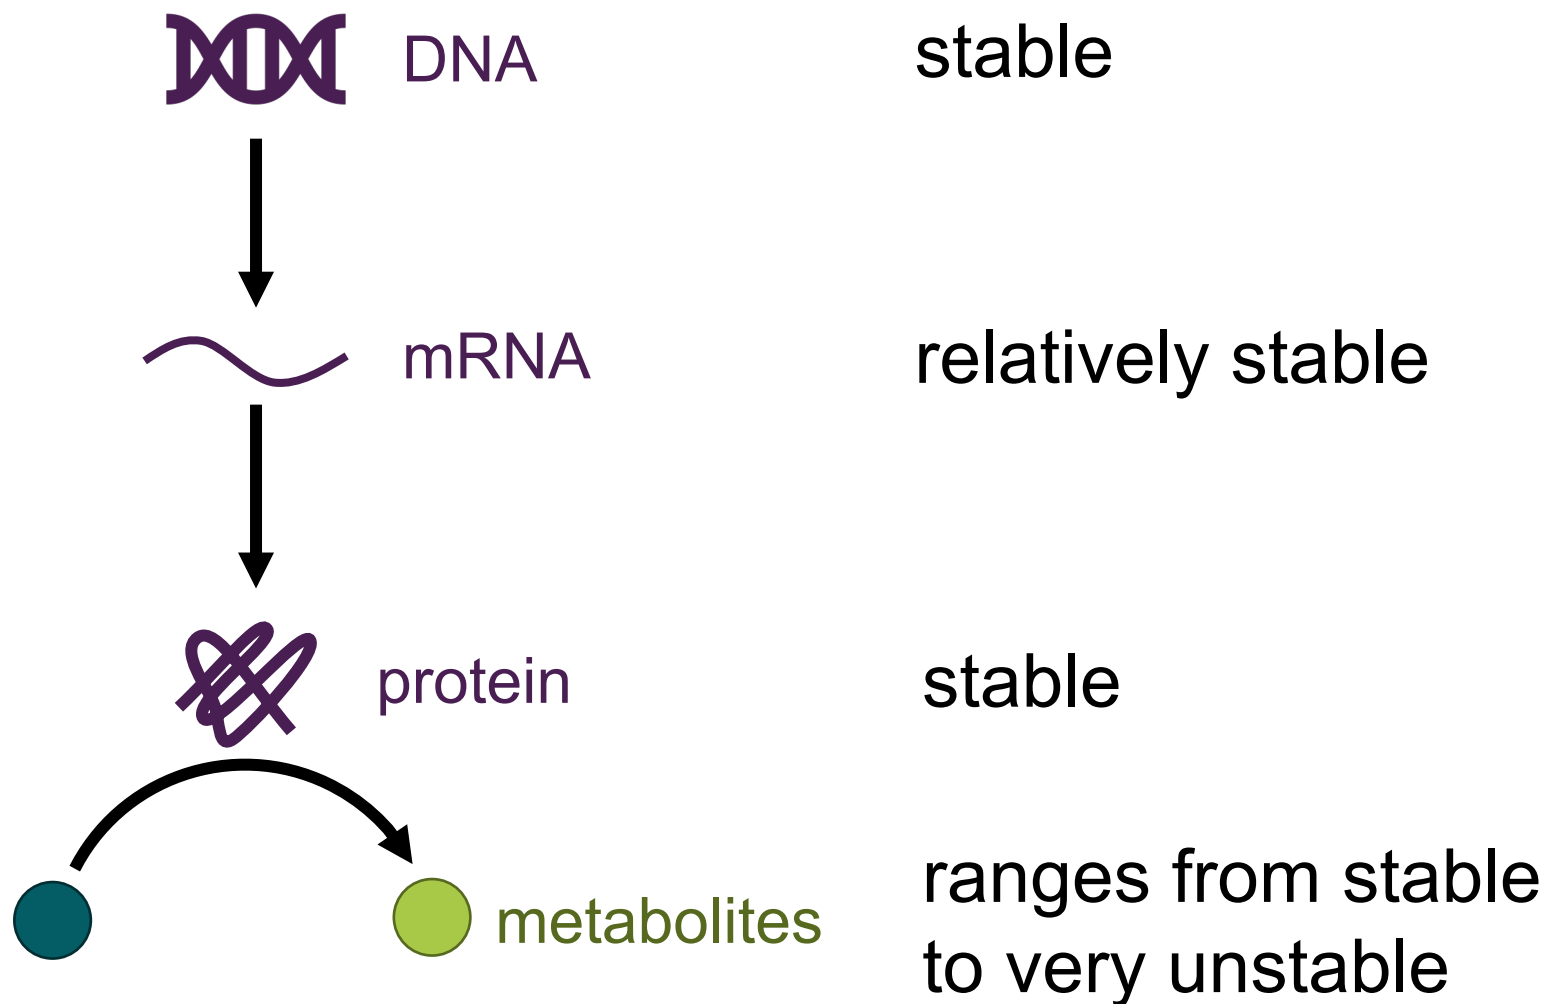 DNA stable
mRNA relatively stable
protein stable
metabolites ranges from stable
to very unstable